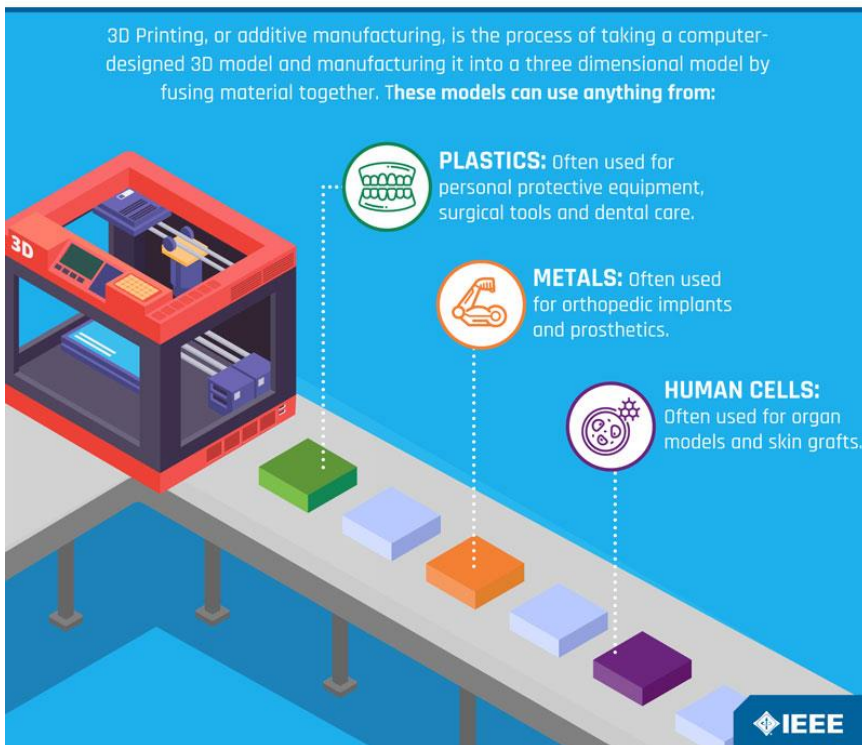 3D Printing, or additive manufacturing, is the process of taking a computer-
designed 3D model and manufacturing it into a three dimensional model by
fusing material together. These models can use anything from:
PLASTICS: Often used for
personal protective equipment,
surgical tools and dental care.
METALS: Often used
for orthopedic implants
and prosthetics.
HUMAN CELLS:
Often used for organ
models and skin grafts.
3D
IEEE